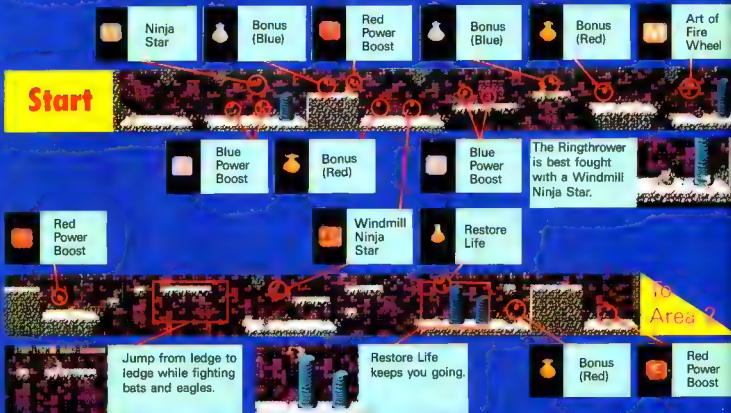 Ninja
Star
Bonus
(Blue)
Red
Power
Boost
Bonus
(Blue)
Bonus
(Red)
Art of
Fire
Wheel
Start
Blue
Power
Boost
Bonus
(Red)
Blue
Power
Boost
The Ringthrower
is best fought
with a Windmill
Ninja Star.
Red
Power
Boost
Windmill
Ninja
Star
Restore
Life
To
Area 2
Jump from ledge to
ledge while fighting
bats and eagles.
Restore Life
keeps you going.
Bonus
(Red)
Red
Power
Boost